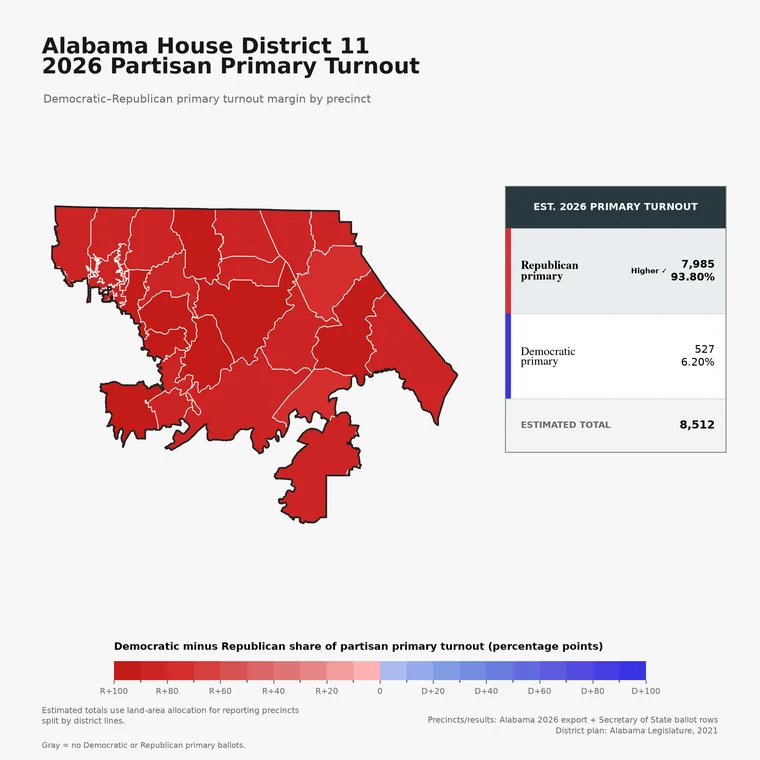 Alabama House District 11
2026 Partisan Primary Turnout
Democratic–Republican primary turnout margin by precinct
EST. 2026 PRIMARY TURNOUT
Republican
primary
Higher ✓
7,985
93.80%
Democratic
primary
527
6.20%
ESTIMATED TOTAL
8,512
Democratic minus Republican share of partisan primary turnout (percentage points)
R+100 R+80 R+60 R+40 R+20 0 D+20 D+40 D+60 D+80 D+100
Estimated totals use land-area allocation for reporting precincts
split by district lines.
Gray = no Democratic or Republican primary ballots.
Precincts/results: Alabama 2026 export + Secretary of State ballot rows
District plan: Alabama Legislature, 2021